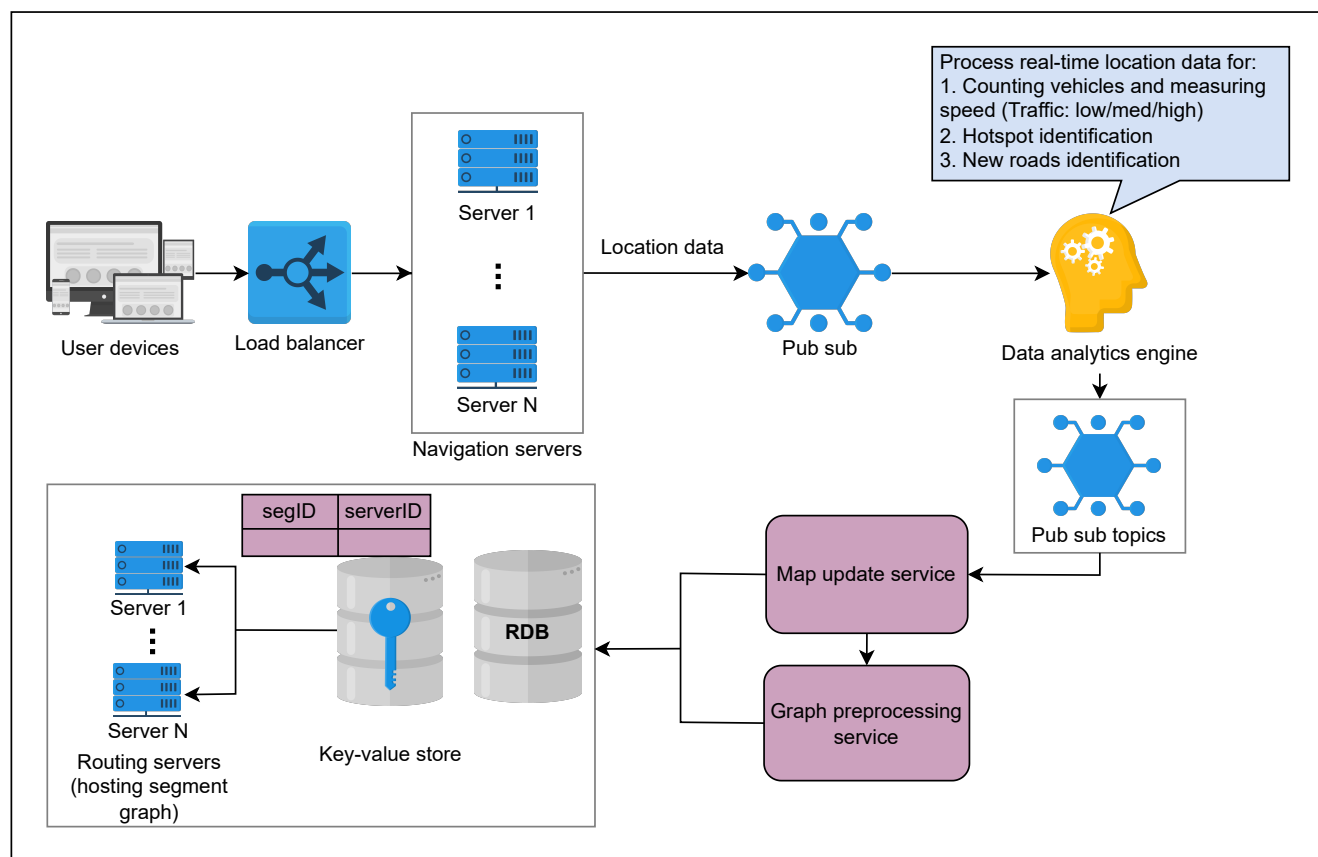 Process real-time location data for:
1. Counting vehicles and measuring
speed (Traffic: low/med/high)
2. Hotspot identification
3. New roads identification
Server 1
Location data
User devices
Load balancer
Server N
Navigation servers
Pub sub
Data analytics engine
Pub sub topics
segID
serverID
Server 1
Server N
Routing servers
(hosting segment
graph)
Key-value store
RDB
Map update service
Graph preprocessing
service